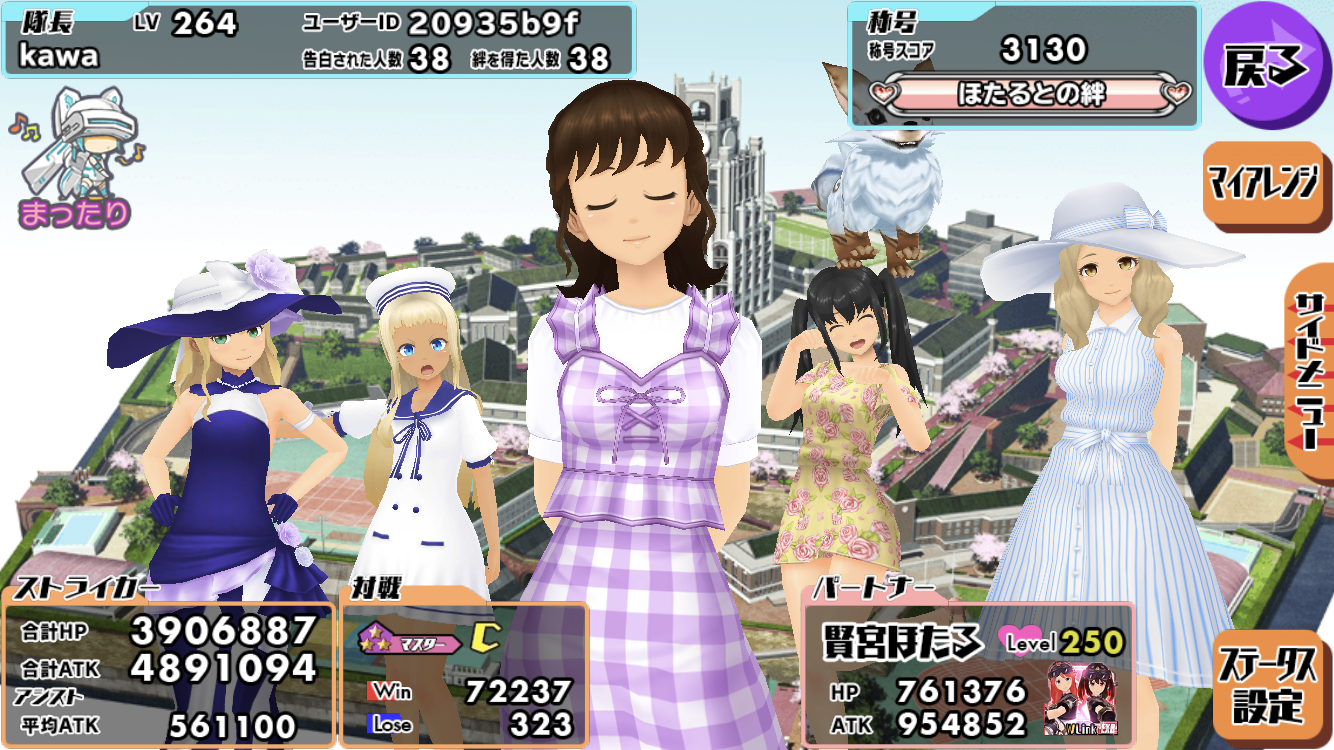 隊長 LV 264 ユーザーID 20935b9f
kawa 告白された人数 38 絆を得た人数 38
称号
称号スコア 3130
ほたるとの絆
戻る
マイアレンジ
サイドメニュー
まったり
ストライカー
合計HP 3906887
合計ATK 4891094
アシスト
平均ATK 561100
対戦
マスター C
Win 72237
Lose 323
パートナー
賢宮ほたる Level 250
HP 761376
ATK 954852
ステータス
設定